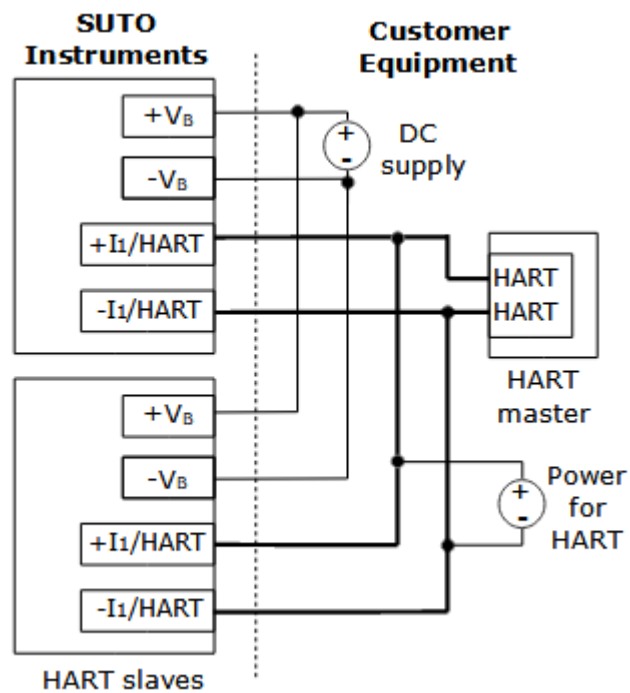 SUTO
Instruments
Customer
Equipment
+VB
-VB
+I1/HART
-I1/HART
+
-
DC
supply
HART
HART
HART
master
+VB
-VB
+I1/HART
-I1/HART
+
-
Power
for
HART
HART slaves